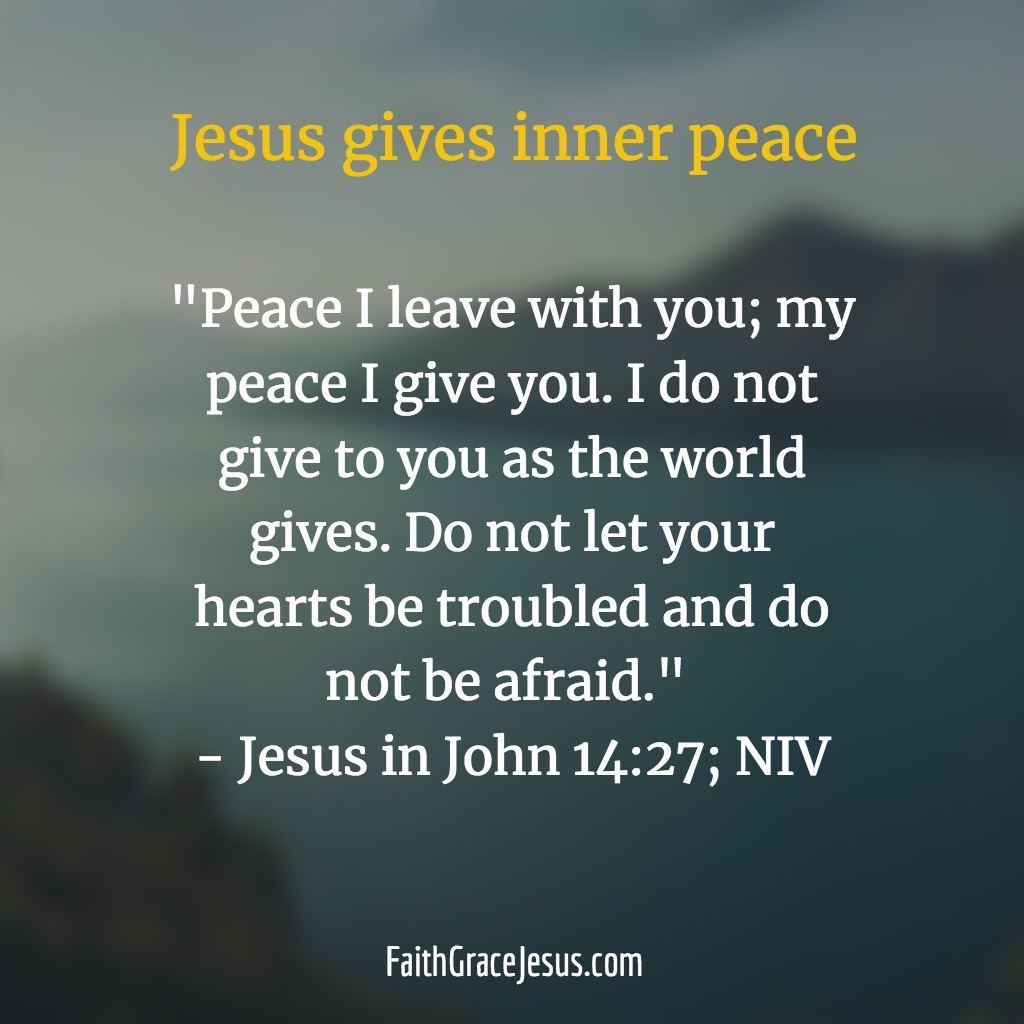 Jesus gives inner peace
"Peace I leave with you; my
peace I give you. I do not
give to you as the world
gives. Do not let your
hearts be troubled and do
not be afraid."
- Jesus in John 14:27; NIV
FaithGraceJesus.com